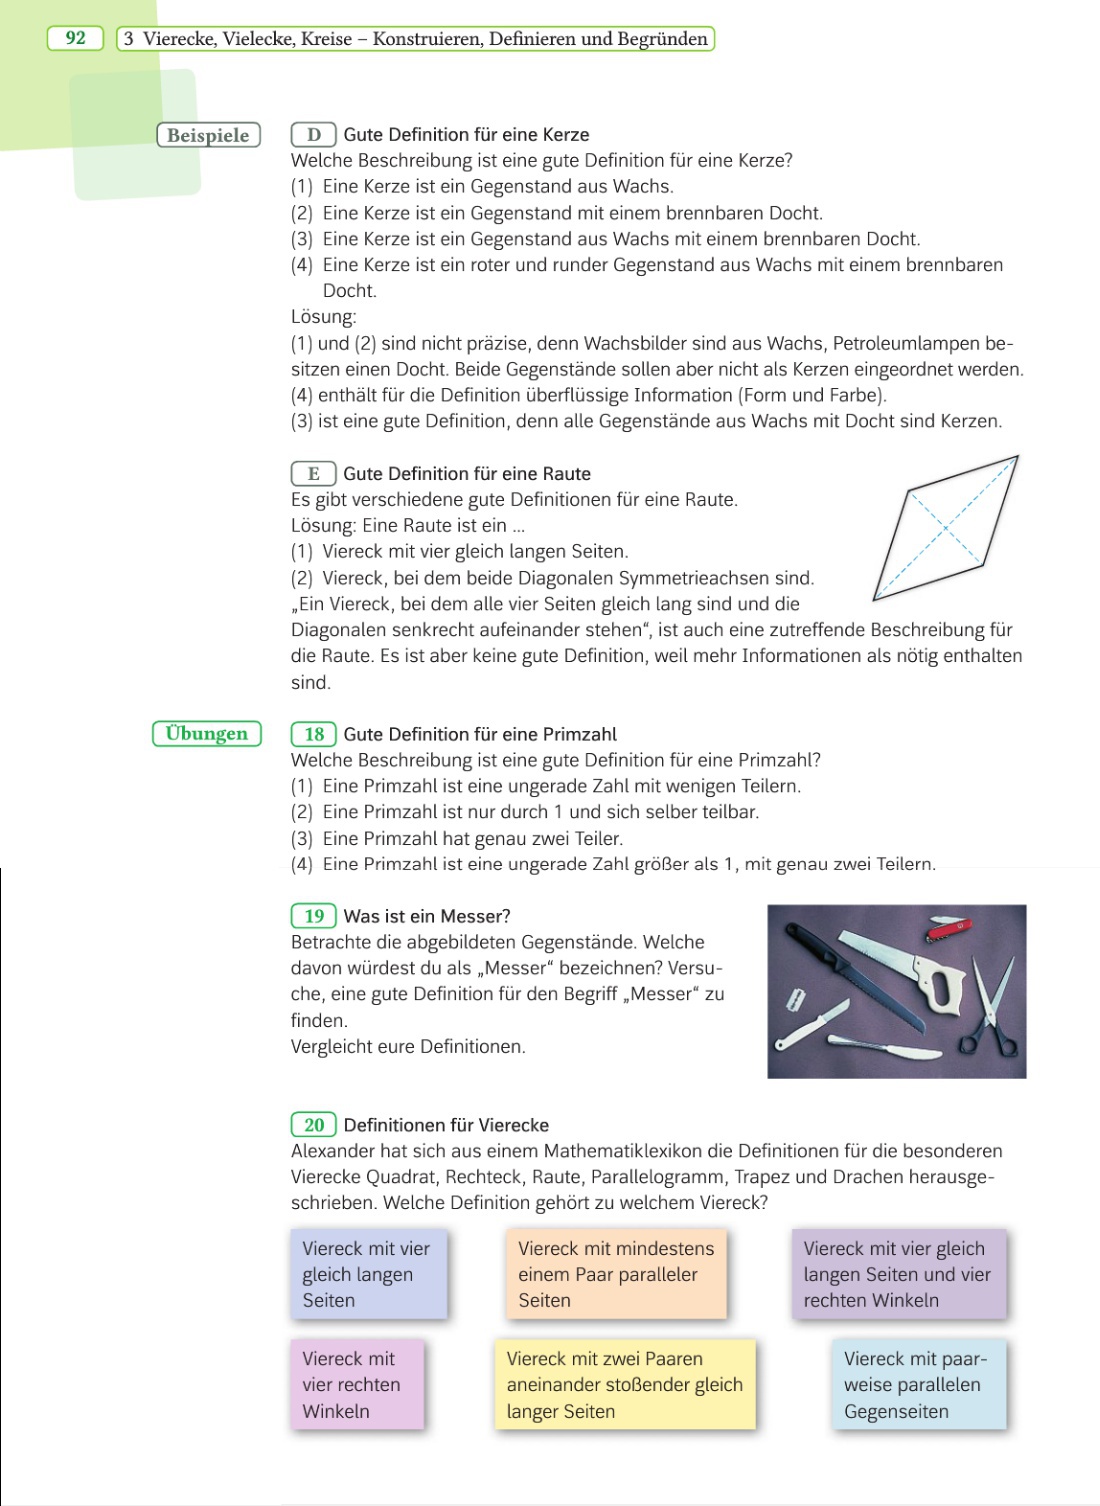 92
3 Vierecke, Vielecke, Kreise – Konstruieren, Definieren und Begründen
Beispiele
D Gute Definition für eine Kerze
Welche Beschreibung ist eine gute Definition für eine Kerze?
(1) Eine Kerze ist ein Gegenstand aus Wachs.
(2) Eine Kerze ist ein Gegenstand mit einem brennbaren Docht.
(3) Eine Kerze ist ein Gegenstand aus Wachs mit einem brennbaren Docht.
(4) Eine Kerze ist ein roter und runder Gegenstand aus Wachs mit einem brennbaren
Docht.
Lösung:
(1) und (2) sind nicht präzise, denn Wachsbilder sind aus Wachs, Petroleumlampen be-
sitzen einen Docht. Beide Gegenstände sollen aber nicht als Kerzen eingeordnet werden.
(4) enthält für die Definition überflüssige Information (Form und Farbe).
(3) ist eine gute Definition, denn alle Gegenstände aus Wachs mit Docht sind Kerzen.
E Gute Definition für eine Raute
Es gibt verschiedene gute Definitionen für eine Raute.
Lösung: Eine Raute ist ein ...
(1) Viereck mit vier gleich langen Seiten.
(2) Viereck, bei dem beide Diagonalen Symmetrieachsen sind.
„Ein Viereck, bei dem alle vier Seiten gleich lang sind und die
Diagonalen senkrecht aufeinander stehen“, ist auch eine zutreffende Beschreibung für
die Raute. Es ist aber keine gute Definition, weil mehr Informationen als nötig enthalten
sind.
Übungen
18 Gute Definition für eine Primzahl
Welche Beschreibung ist eine gute Definition für eine Primzahl?
(1) Eine Primzahl ist eine ungerade Zahl mit wenigen Teilern.
(2) Eine Primzahl ist nur durch 1 und sich selber teilbar.
(3) Eine Primzahl hat genau zwei Teiler.
(4) Eine Primzahl ist eine ungerade Zahl größer als 1, mit genau zwei Teilern.
19 Was ist ein Messer?
Betrachte die abgebildeten Gegenstände. Welche
davon würdest du als „Messer“ bezeichnen? Versu-
che, eine gute Definition für den Begriff „Messer“ zu
finden.
Vergleicht eure Definitionen.
20 Definitionen für Vierecke
Alexander hat sich aus einem Mathematiklexikon die Definitionen für die besonderen
Vierecke Quadrat, Rechteck, Raute, Parallelogramm, Trapez und Drachen herausge-
schrieben. Welche Definition gehört zu welchem Viereck?
Viereck mit vier
gleich langen
Seiten
Viereck mit mindestens
einem Paar paralleler
Seiten
Viereck mit vier gleich
langen Seiten und vier
rechten Winkeln
Viereck mit
vier rechten
Winkeln
Viereck mit zwei Paaren
aneinander stoßender gleich
langer Seiten
Viereck mit paar-
weise parallelen
Gegenseiten